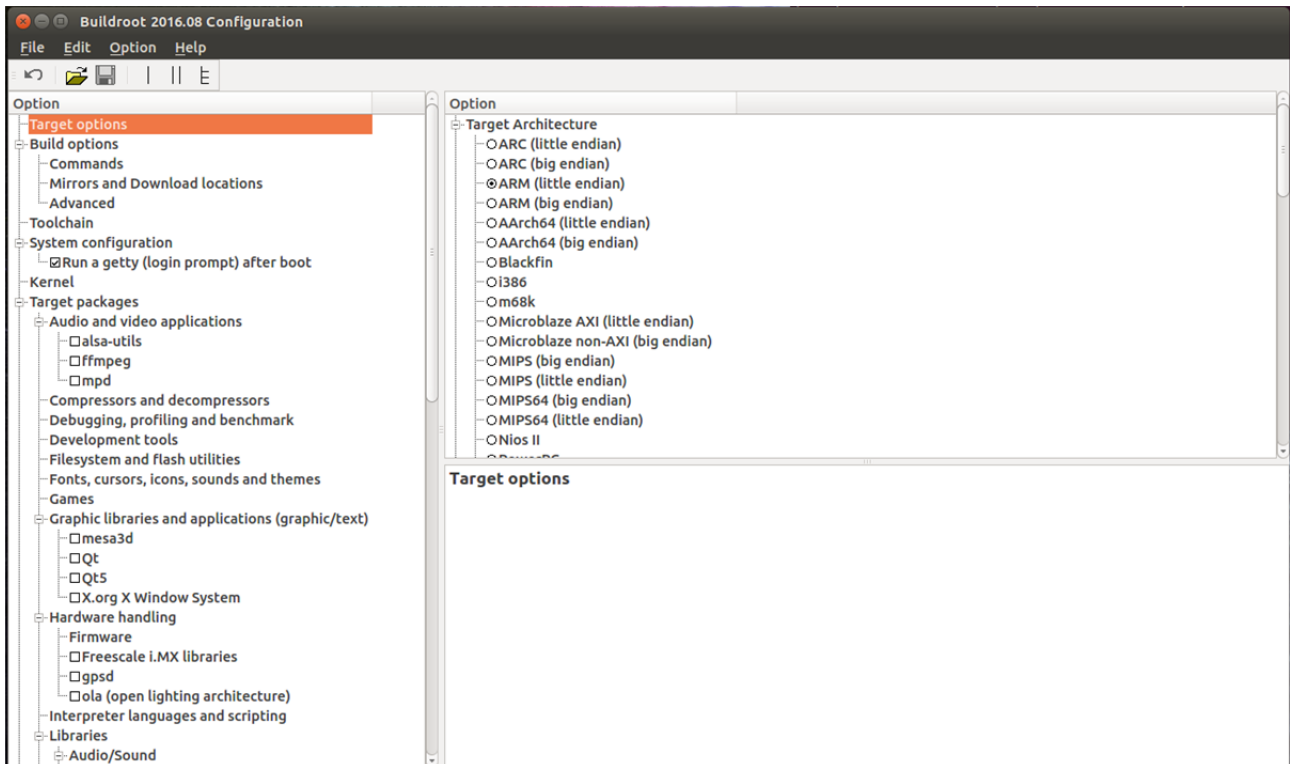 Buildroot 2016.08 Configuration
File Edit Option Help
Option
Target options
Build options
Commands
Mirrors and Download locations
Advanced
Toolchain
System configuration
Run a getty (login prompt) after boot
Kernel
Target packages
Audio and video applications
alsa-utils
ffmpeg
mpd
Compressors and decompressors
Debugging, profiling and benchmark
Development tools
Filesystem and flash utilities
Fonts, cursors, icons, sounds and themes
Games
Graphic libraries and applications (graphic/text)
mesa3d
Qt
Qt5
X.org X Window System
Hardware handling
Firmware
Freescale i.MX libraries
gpsd
ola (open lighting architecture)
Interpreter languages and scripting
Libraries
Audio/Sound
Option
Target Architecture
ARC (little endian)
ARC (big endian)
ARM (little endian)
ARM (big endian)
AArch64 (little endian)
AArch64 (big endian)
Blackfin
i386
m68k
Microblaze AXI (little endian)
Microblaze non-AXI (big endian)
MIPS (big endian)
MIPS (little endian)
MIPS64 (big endian)
MIPS64 (little endian)
Nios II
Target options